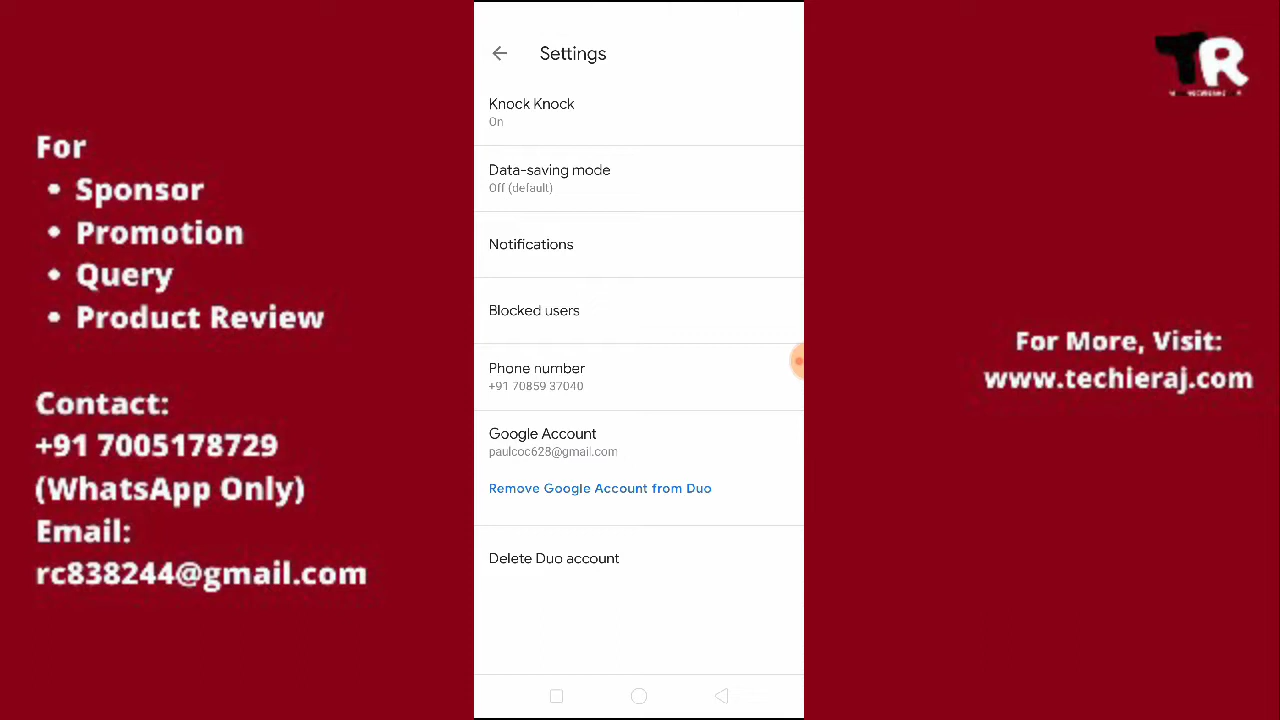 For
• Sponsor
• Promotion
• Query
• Product Review
Contact:
+91 7005178729
(WhatsApp Only)
Email:
rc838244@gmail.com
Settings
Knock Knock
On
Data-saving mode
Off (default)
Notifications
Blocked users
Phone number
+91 70859 37040
Google Account
paulcoc628@gmail.com
Remove Google Account from Duo
Delete Duo account
TR
For More, Visit:
www.techieraj.com